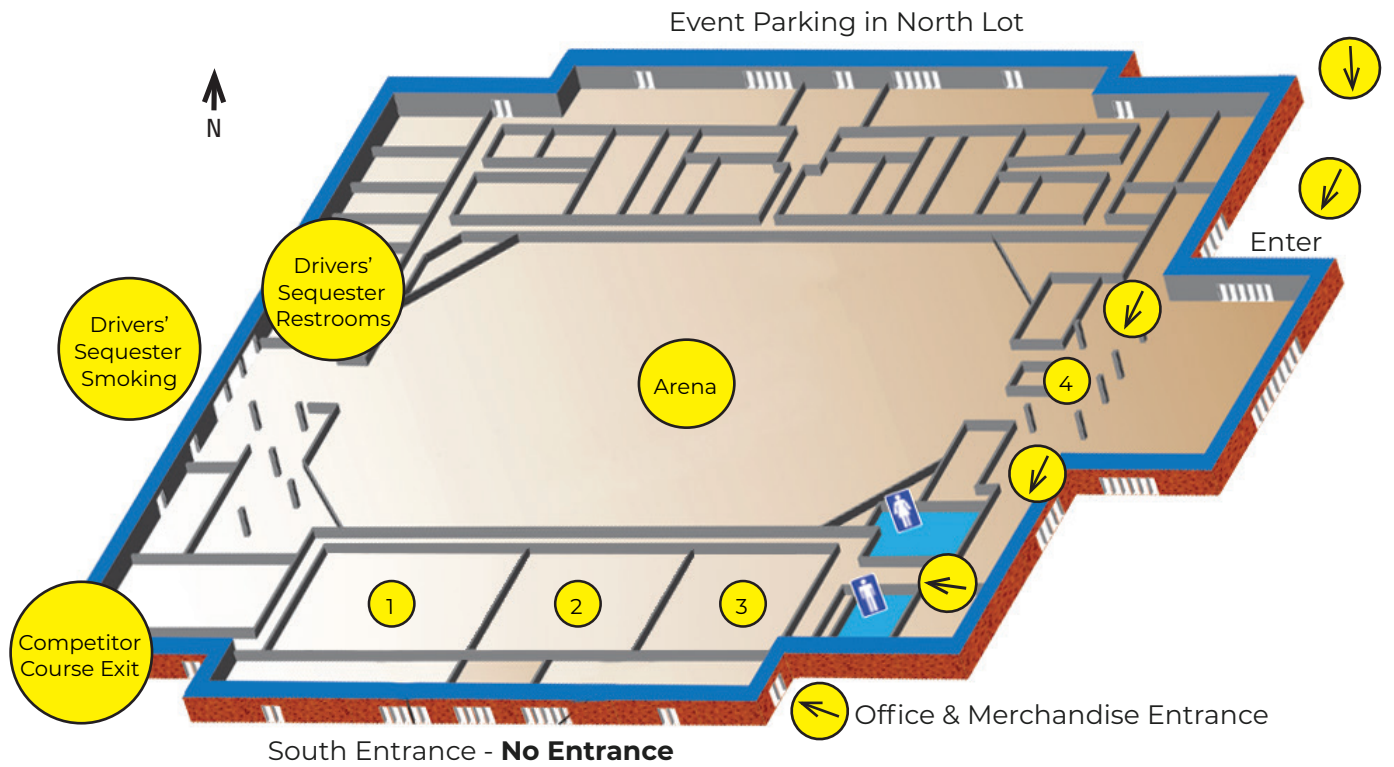 Event Parking in North Lot
N
Enter
Drivers’
Sequester
Restrooms
Drivers’
Sequester
Smoking
Arena
4
1
2
3
Competitor
Course Exit
Office & Merchandise Entrance
South Entrance - No Entrance